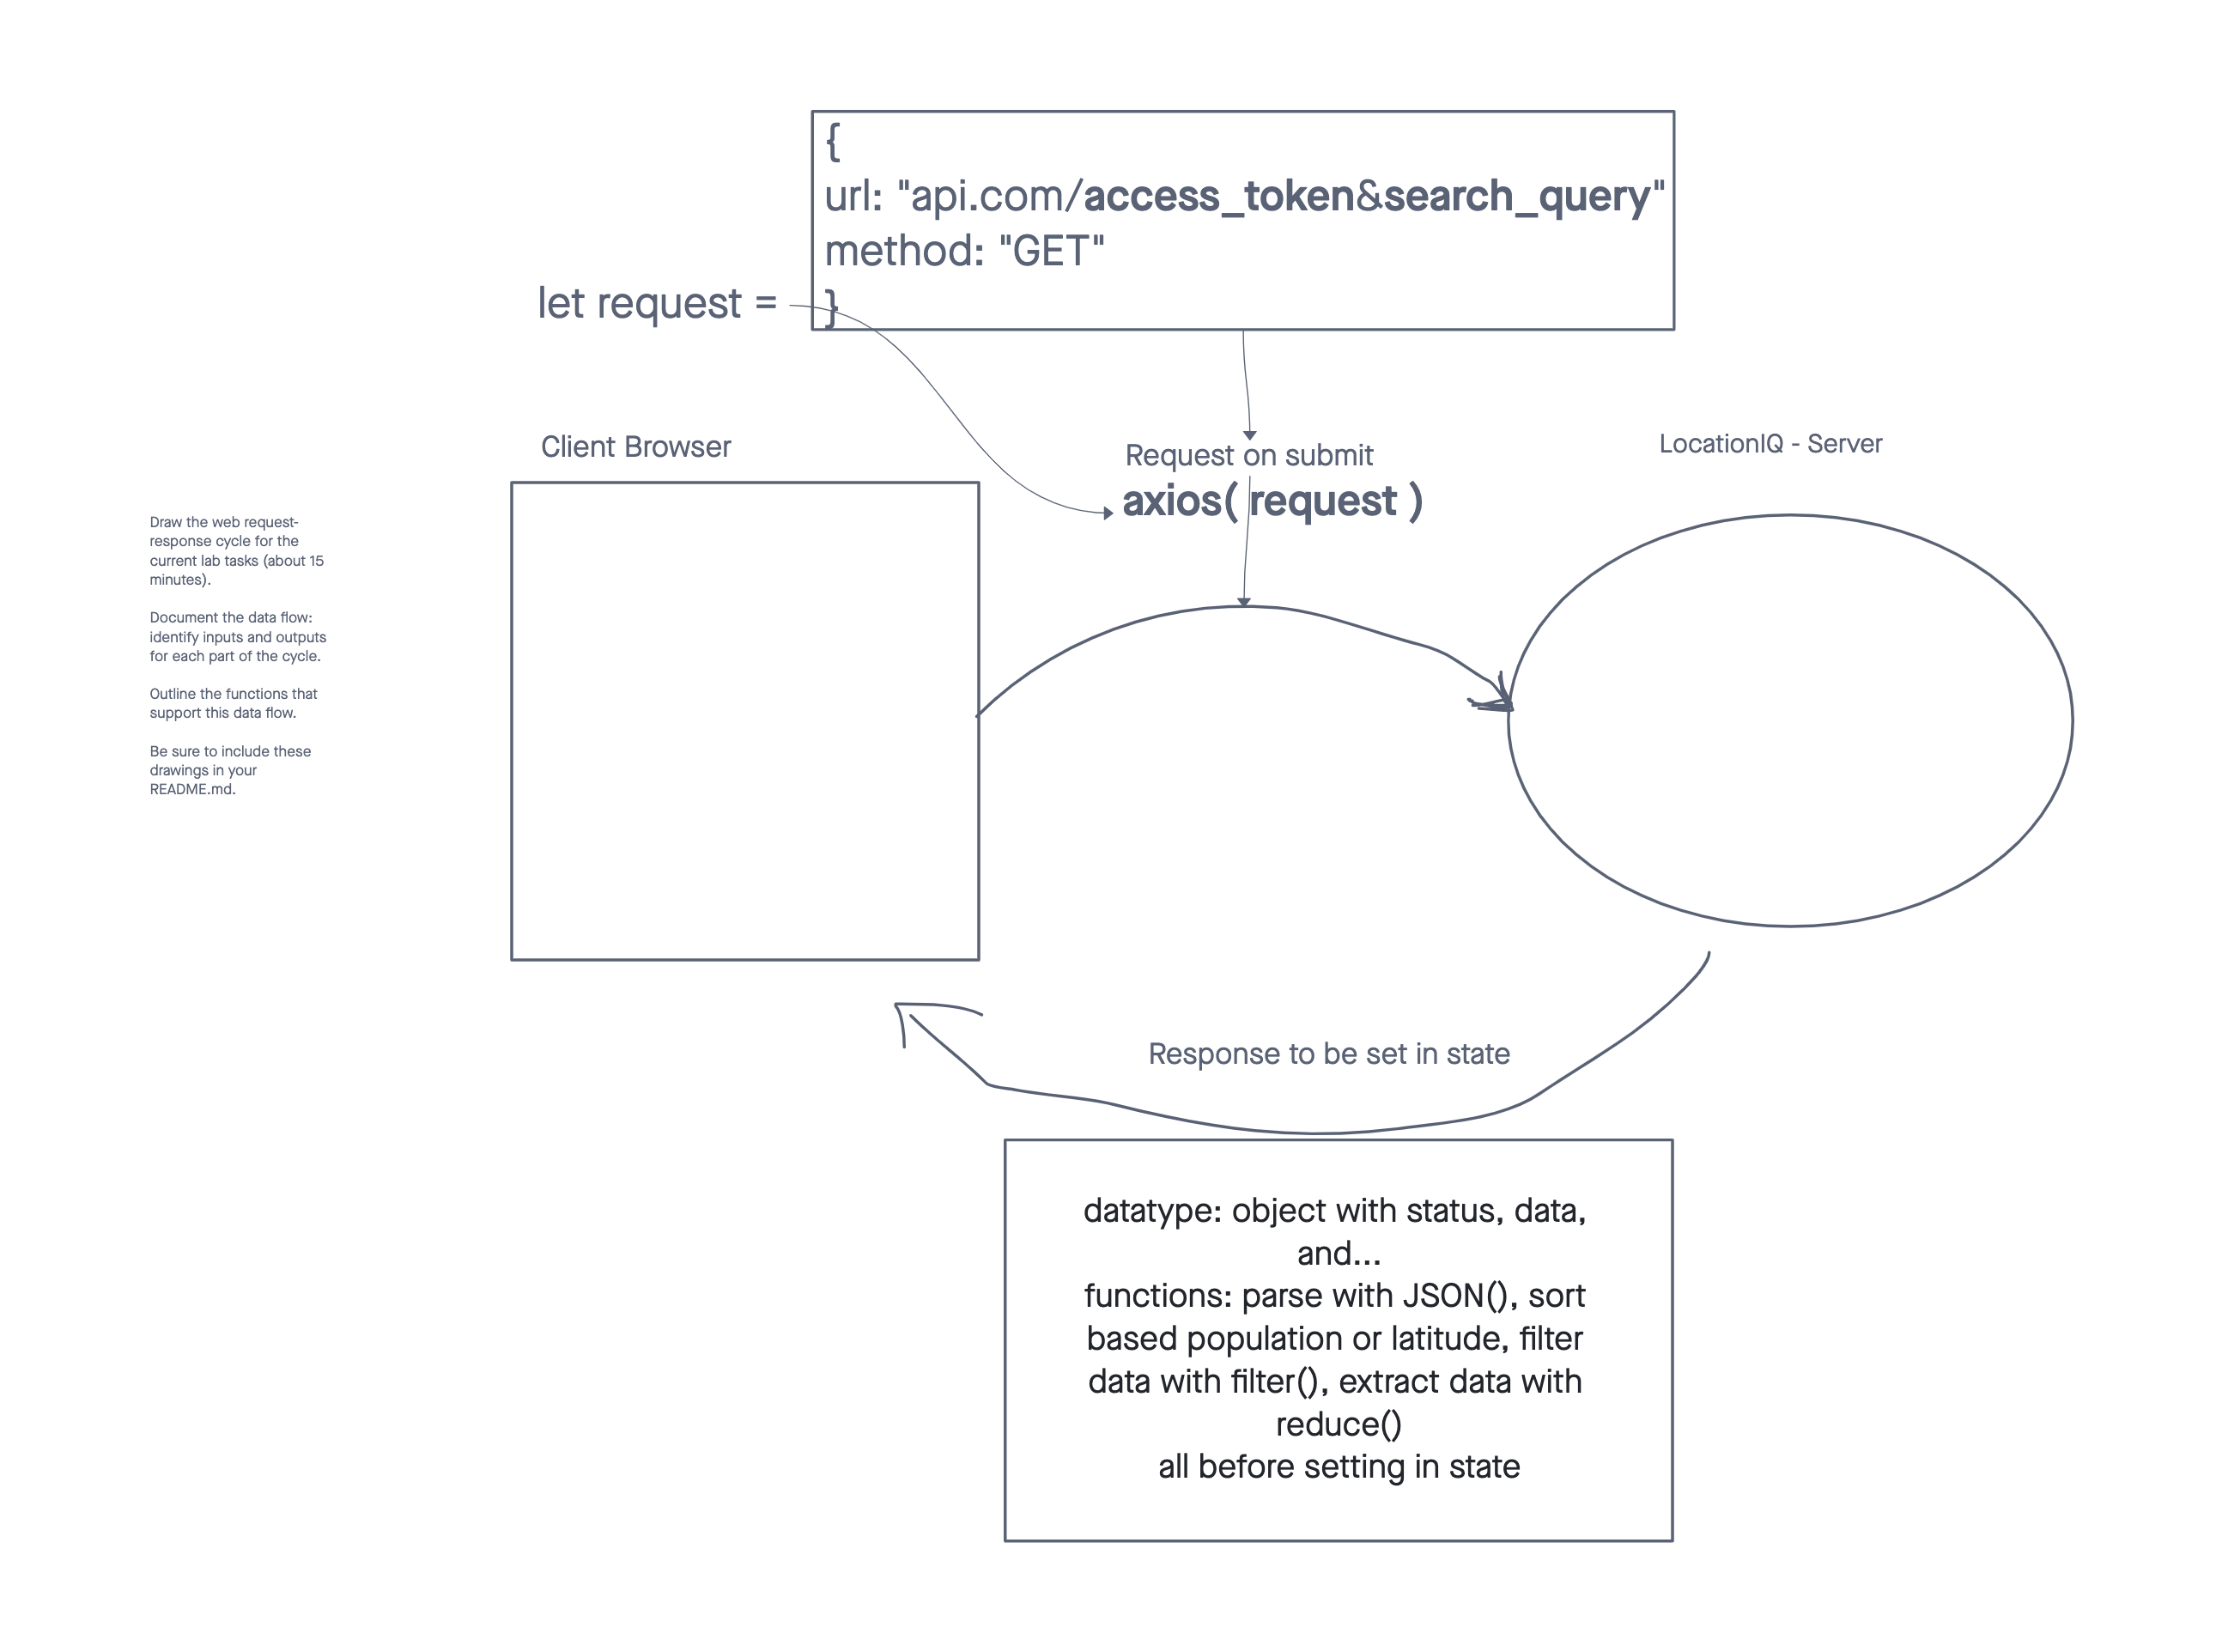 {
url: "api.com/access_token&search_query"
method: "GET"
}
let request =
Client Browser
Request on submit
axios( request )
LocationIQ - Server
Draw the web request-
response cycle for the
current lab tasks (about 15
minutes).
Document the data flow:
identify inputs and outputs
for each part of the cycle.
Outline the functions that
support this data flow.
Be sure to include these
drawings in your
README.md.
Response to be set in state
datatype: object with status, data,
and...
functions: parse with JSON(), sort
based population or latitude, filter
data with filter(), extract data with
reduce()
all before setting in state